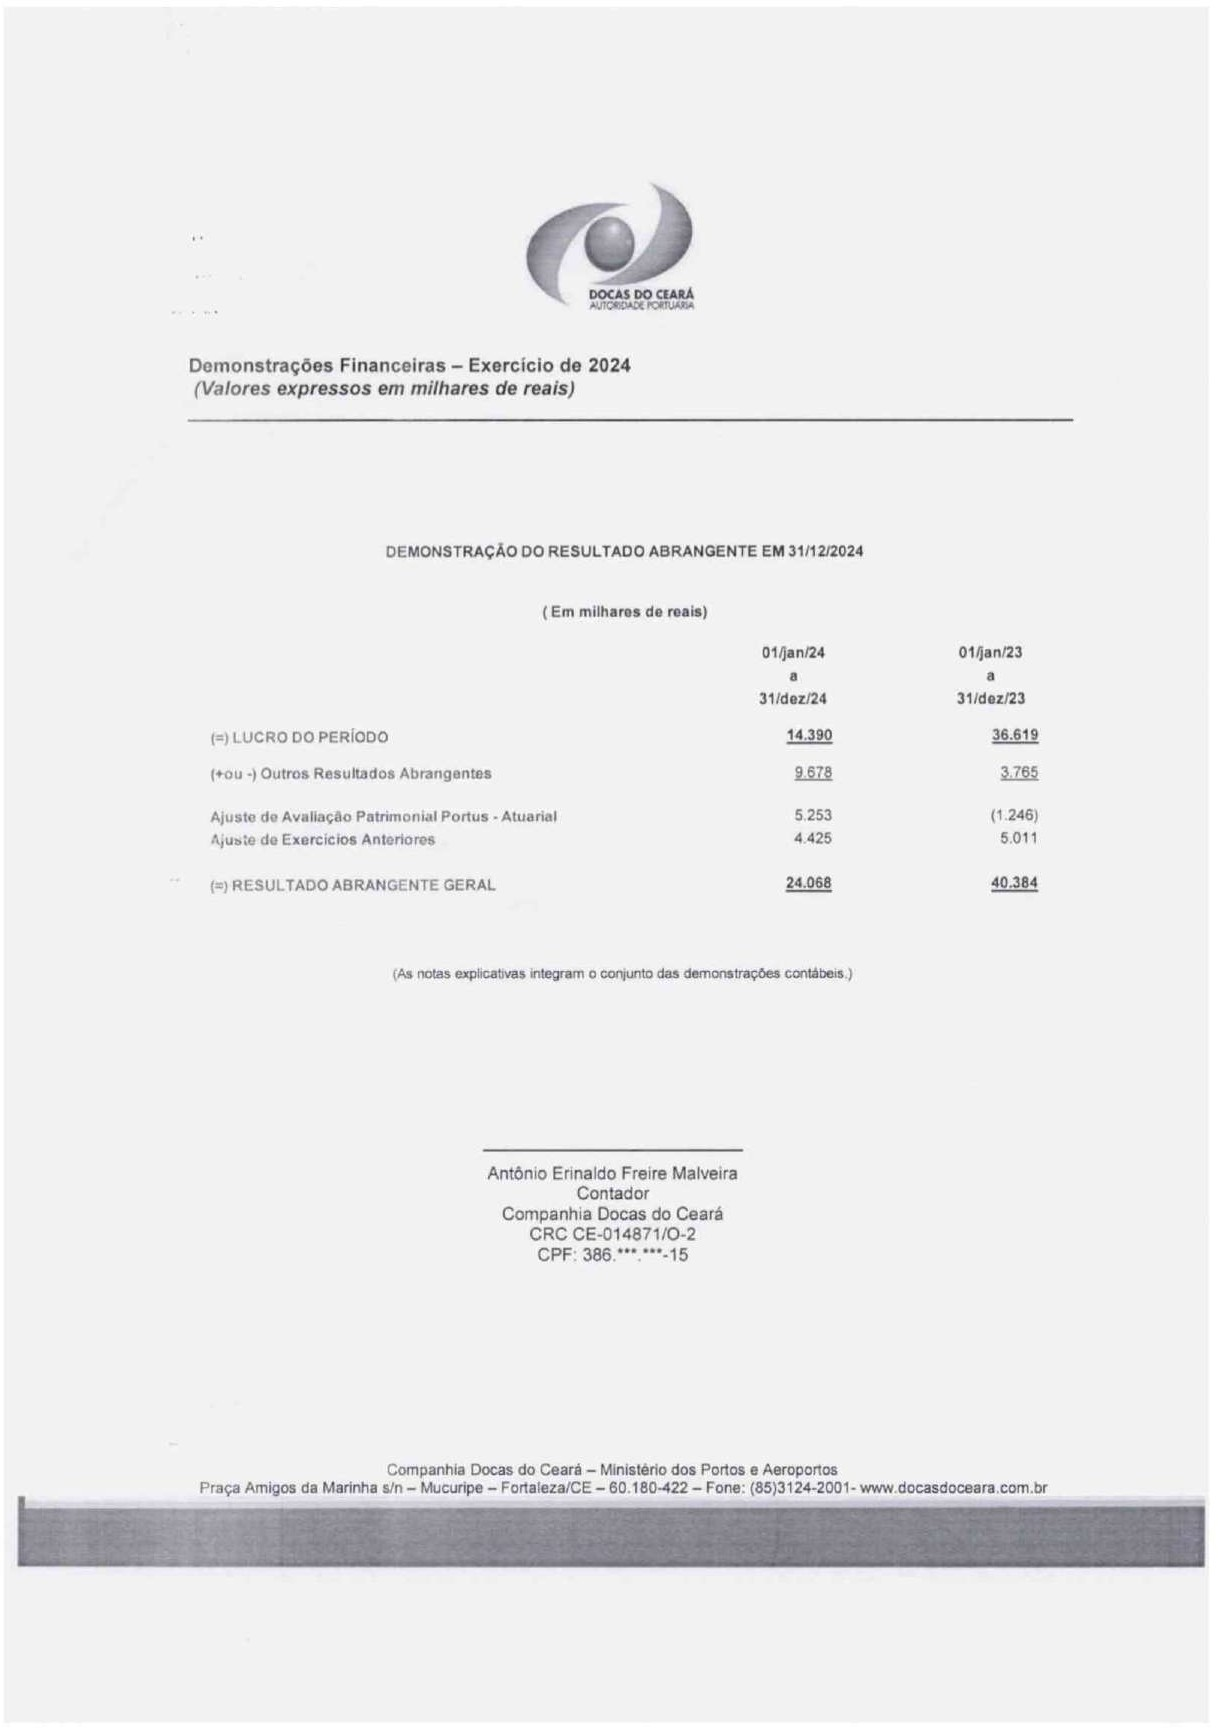 DOCAS DO CEARÁ
AUTORIDADE PORTUÁRIA
Demonstrações Financeiras – Exercício de 2024
(Valores expressos em milhares de reais)
DEMONSTRAÇÃO DO RESULTADO ABRANGENTE EM 31/12/2024
( Em milhares de reais)
01/jan/24 01/jan/23
a a
31/dez/24 31/dez/23
(=) LUCRO DO PERÍODO 14.390 36.619
(+ou -) Outros Resultados Abrangentes 9.678 3.765
Ajuste de Avaliação Patrimonial Portus - Atuarial 5.253 (1.246)
Ajuste de Exercícios Anteriores 4.425 5.011
(=) RESULTADO ABRANGENTE GERAL 24.068 40.384
(As notas explicativas integram o conjunto das demonstrações contábeis.)
Antônio Erinaldo Freire Malveira
Contador
Companhia Docas do Ceará
CRC CE-014871/O-2
CPF: 386.***.***-15
Companhia Docas do Ceará – Ministério dos Portos e Aeroportos
Praça Amigos da Marinha s/n – Mucuripe – Fortaleza/CE – 60.180-422 – Fone: (85)3124-2001- www.docasdoceara.com.br